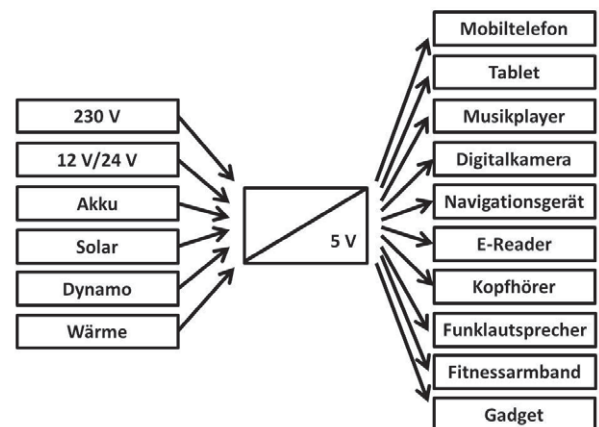 230 V
12 V/24 V
Akku
Solar
Dynamo
Wärme
5 V
Mobiltelefon
Tablet
Musikplayer
Digitalkamera
Navigationsgerät
E-Reader
Kopfhörer
Funklautsprecher
Fitnessarmband
Gadget